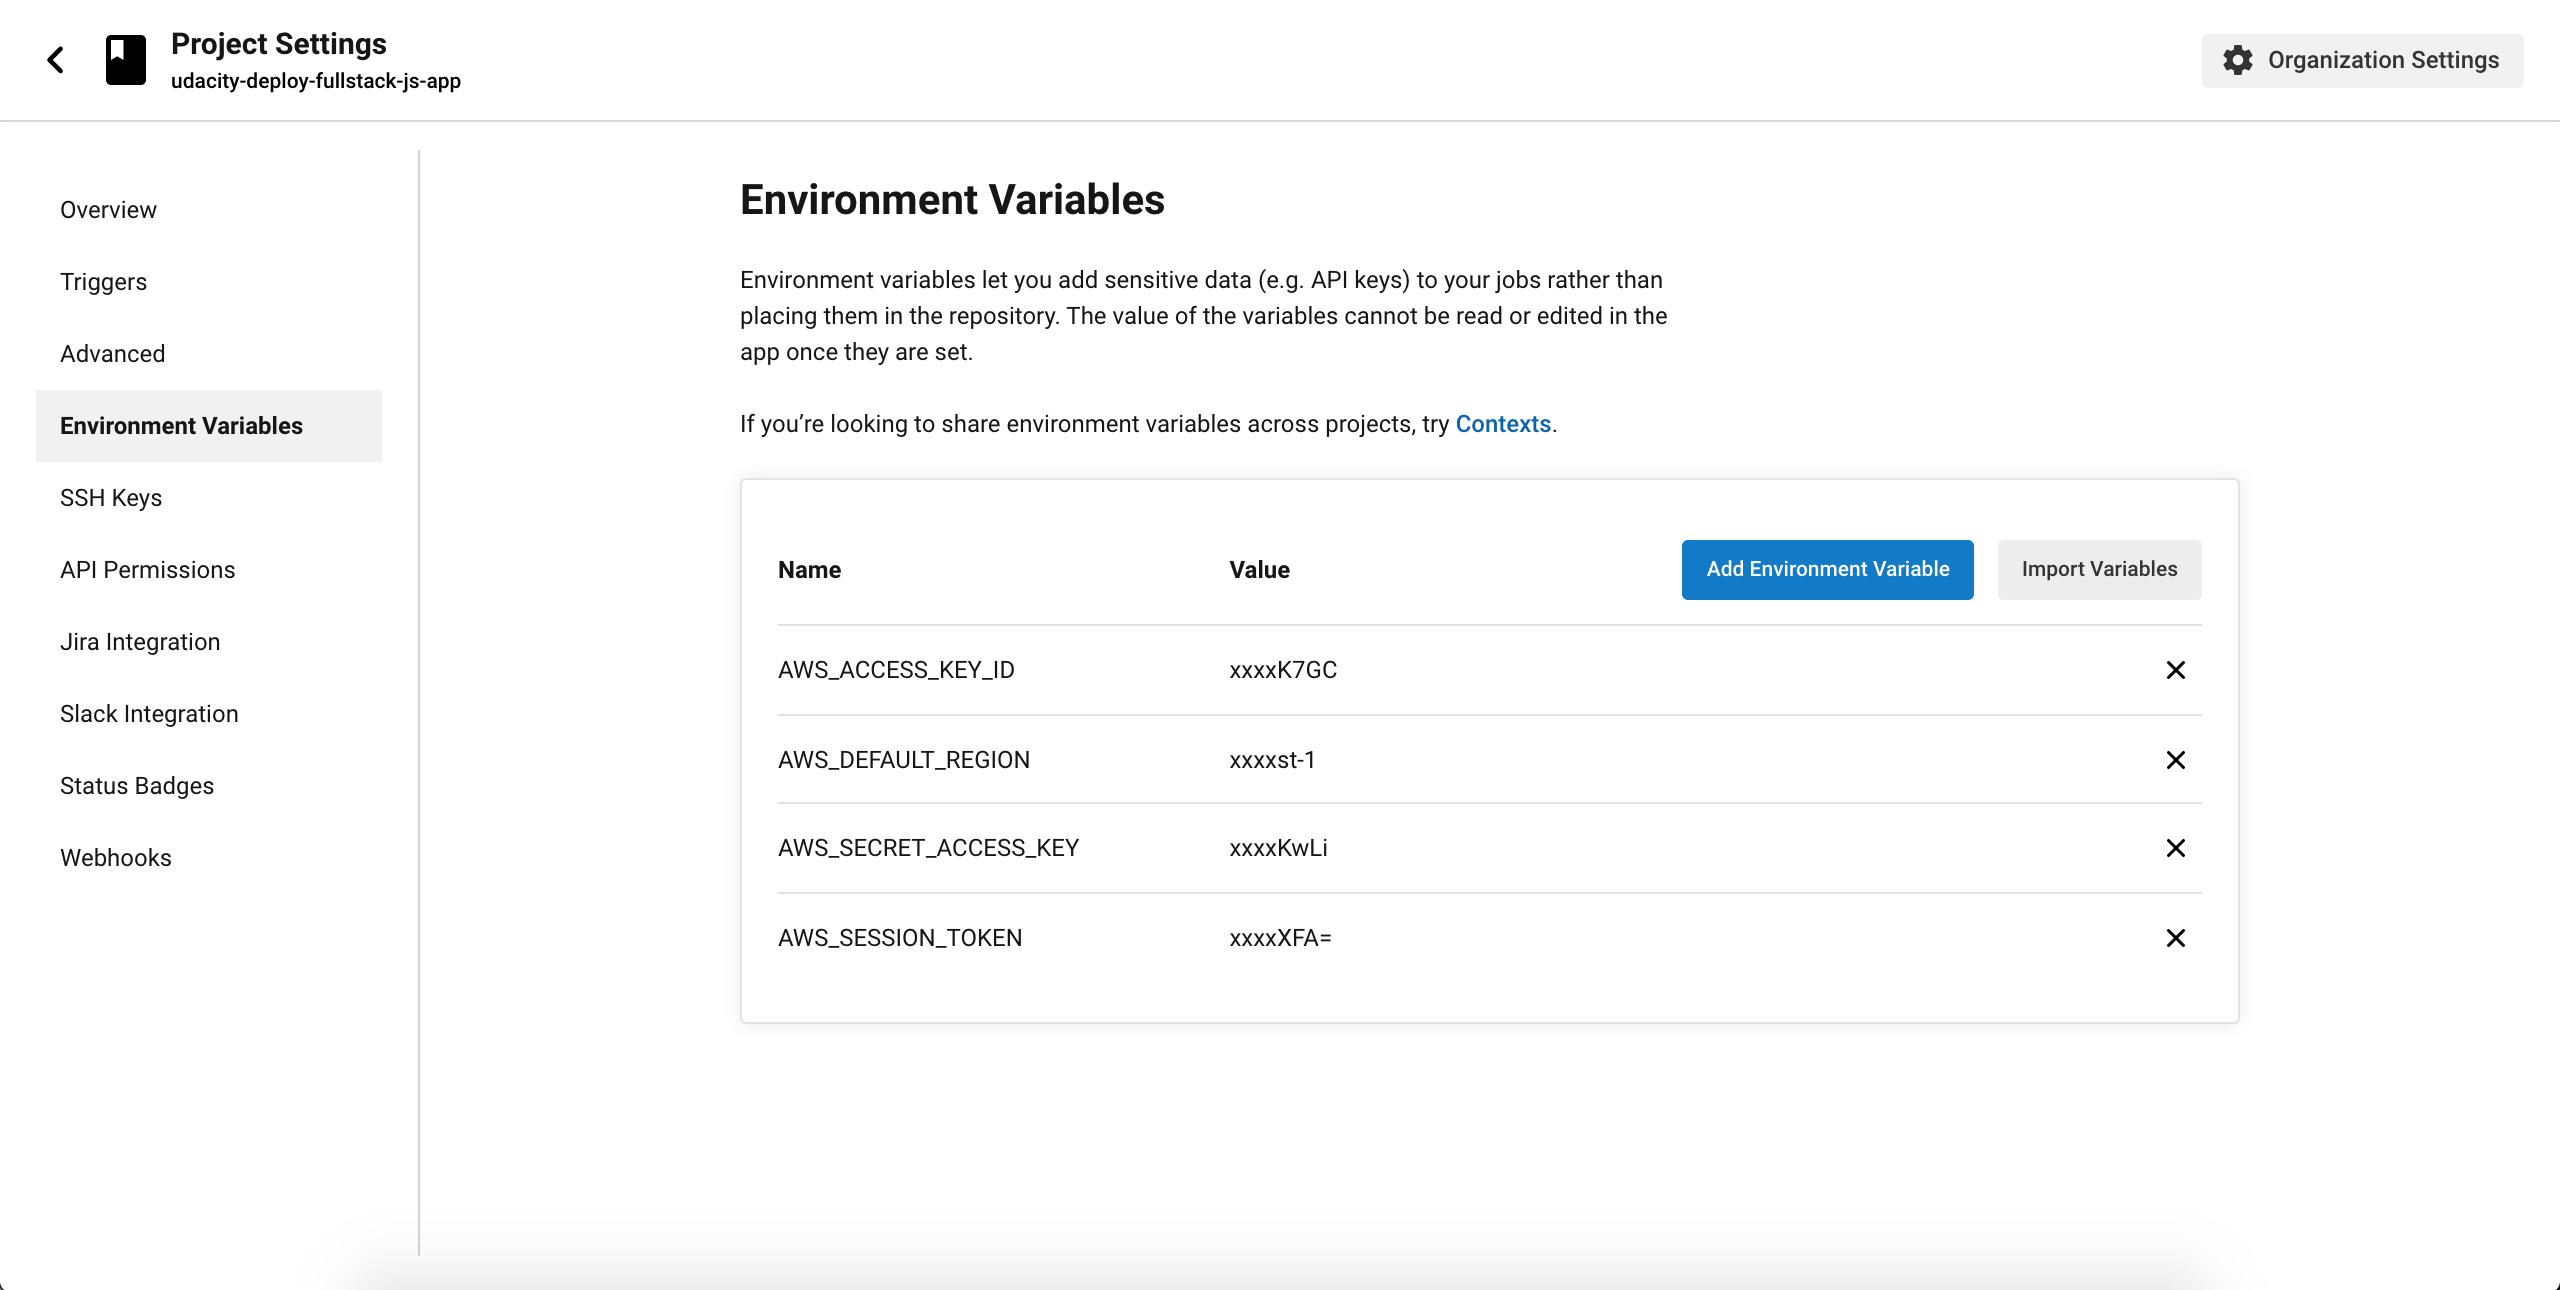 Project Settings
udacity-deploy-fullstack-js-app
Organization Settings
Overview
Triggers
Advanced
Environment Variables
SSH Keys
API Permissions
Jira Integration
Slack Integration
Status Badges
Webhooks
Environment Variables
Environment variables let you add sensitive data (e.g. API keys) to your jobs rather than
placing them in the repository. The value of the variables cannot be read or edited in the
app once they are set.
If you’re looking to share environment variables across projects, try Contexts.
Name Value Add Environment Variable Import Variables
AWS_ACCESS_KEY_ID xxxxK7GC
AWS_DEFAULT_REGION xxxxst-1
AWS_SECRET_ACCESS_KEY xxxxKwLi
AWS_SESSION_TOKEN xxxxXFA=